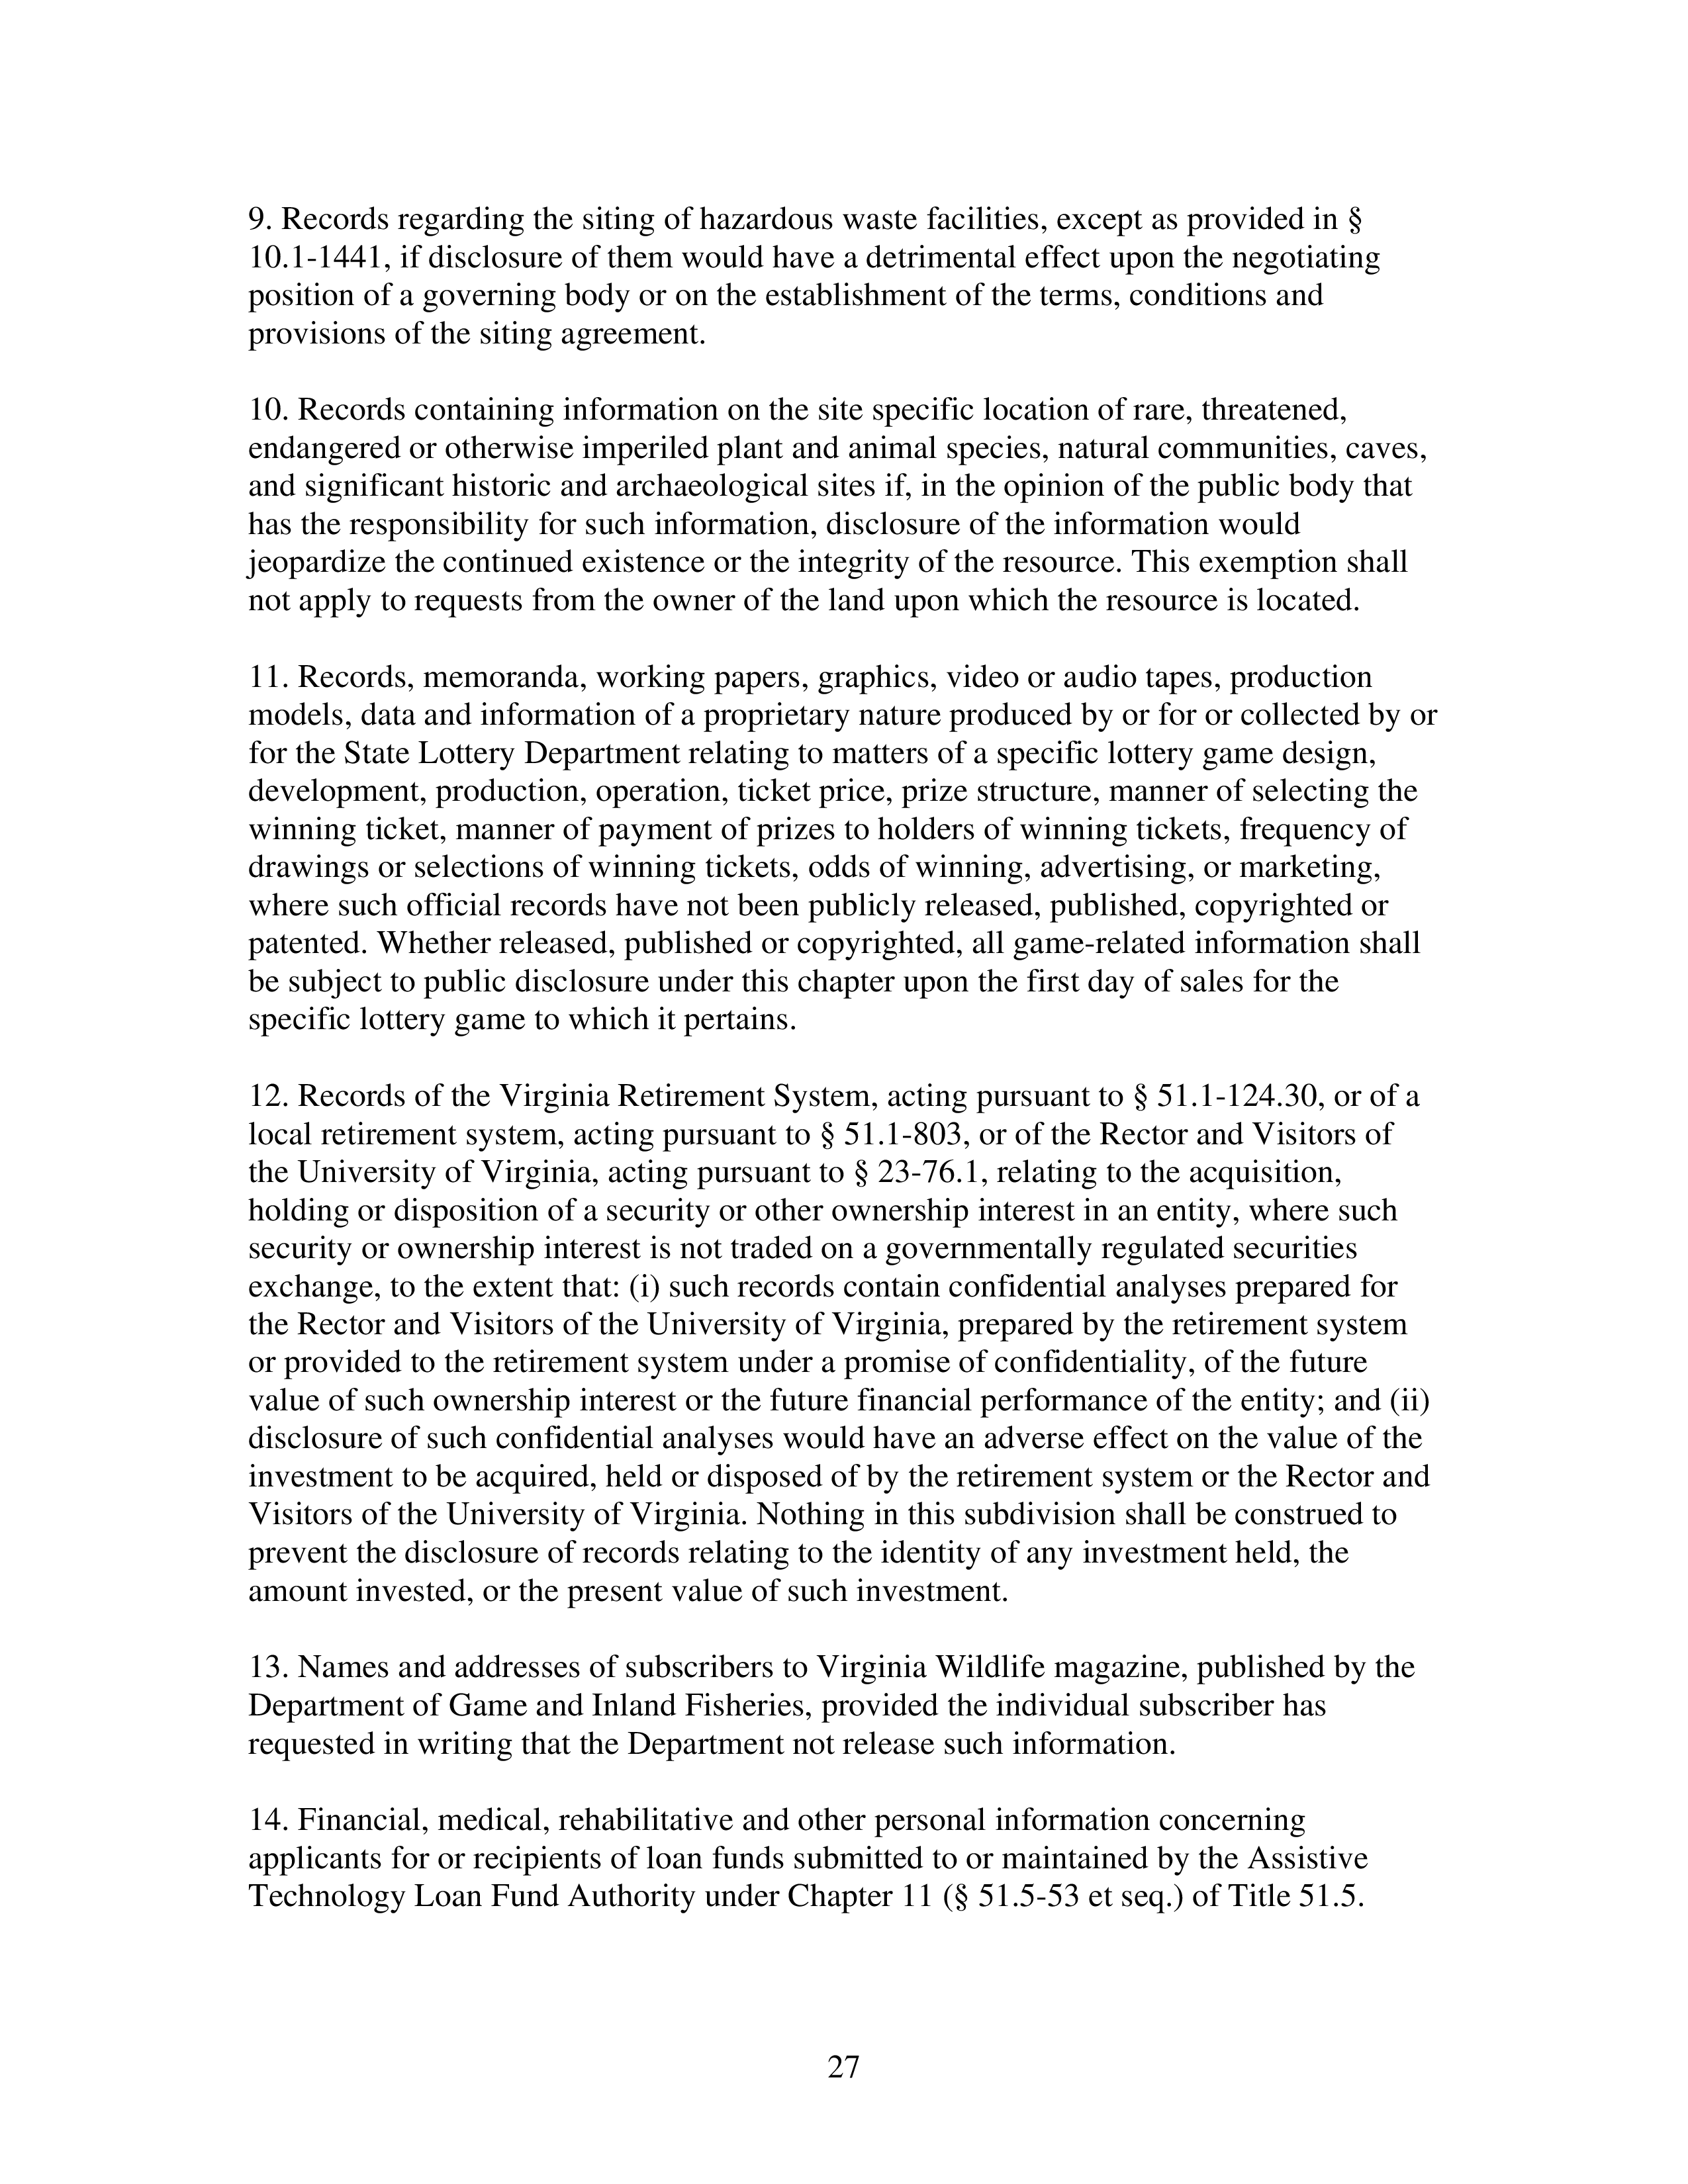 9. Records regarding the siting of hazardous waste facilities, except as provided in §
10.1-1441, if disclosure of them would have a detrimental effect upon the negotiating
position of a governing body or on the establishment of the terms, conditions and
provisions of the siting agreement.
10. Records containing information on the site specific location of rare, threatened,
endangered or otherwise imperiled plant and animal species, natural communities, caves,
and significant historic and archaeological sites if, in the opinion of the public body that
has the responsibility for such information, disclosure of the information would
jeopardize the continued existence or the integrity of the resource. This exemption shall
not apply to requests from the owner of the land upon which the resource is located.
11. Records, memoranda, working papers, graphics, video or audio tapes, production
models, data and information of a proprietary nature produced by or for or collected by or
for the State Lottery Department relating to matters of a specific lottery game design,
development, production, operation, ticket price, prize structure, manner of selecting the
winning ticket, manner of payment of prizes to holders of winning tickets, frequency of
drawings or selections of winning tickets, odds of winning, advertising, or marketing,
where such official records have not been publicly released, published, copyrighted or
patented. Whether released, published or copyrighted, all game-related information shall
be subject to public disclosure under this chapter upon the first day of sales for the
specific lottery game to which it pertains.
12. Records of the Virginia Retirement System, acting pursuant to § 51.1-124.30, or of a
local retirement system, acting pursuant to § 51.1-803, or of the Rector and Visitors of
the University of Virginia, acting pursuant to § 23-76.1, relating to the acquisition,
holding or disposition of a security or other ownership interest in an entity, where such
security or ownership interest is not traded on a governmentally regulated securities
exchange, to the extent that: (i) such records contain confidential analyses prepared for
the Rector and Visitors of the University of Virginia, prepared by the retirement system
or provided to the retirement system under a promise of confidentiality, of the future
value of such ownership interest or the future financial performance of the entity; and (ii)
disclosure of such confidential analyses would have an adverse effect on the value of the
investment to be acquired, held or disposed of by the retirement system or the Rector and
Visitors of the University of Virginia. Nothing in this subdivision shall be construed to
prevent the disclosure of records relating to the identity of any investment held, the
amount invested, or the present value of such investment.
13. Names and addresses of subscribers to Virginia Wildlife magazine, published by the
Department of Game and Inland Fisheries, provided the individual subscriber has
requested in writing that the Department not release such information.
14. Financial, medical, rehabilitative and other personal information concerning
applicants for or recipients of loan funds submitted to or maintained by the Assistive
Technology Loan Fund Authority under Chapter 11 (§ 51.5-53 et seq.) of Title 51.5.
27